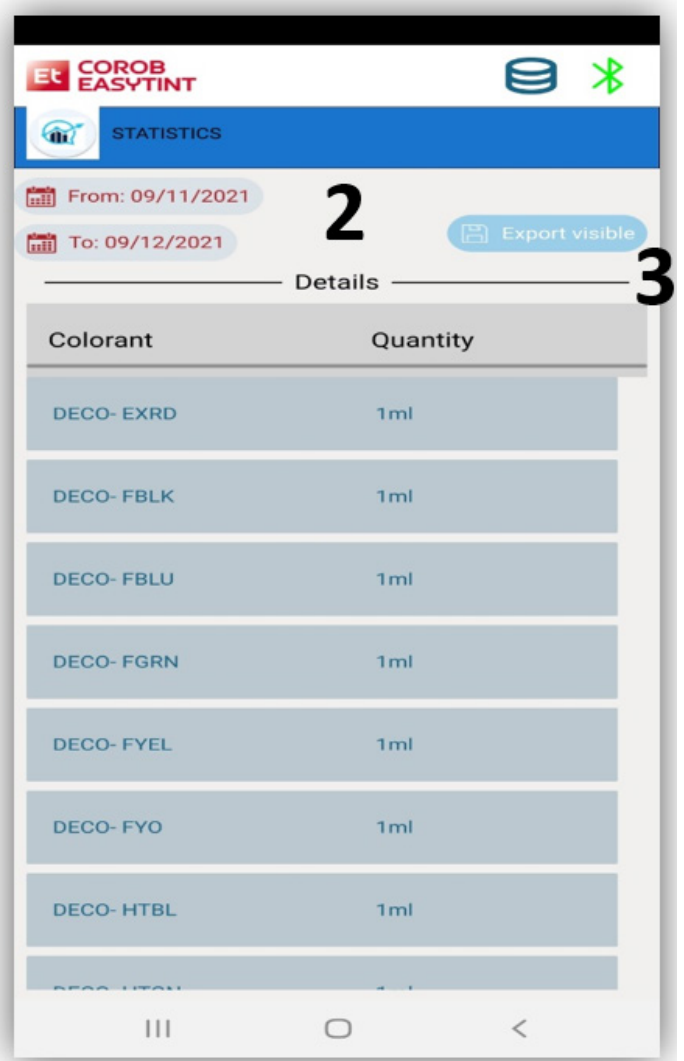 Et COROB
EASYTINT
STATISTICS
From: 09/11/2021
2
To: 09/12/2021
Export visible
3
Details
Colorant Quantity
DECO- EXRD 1ml
DECO- FBLK 1ml
DECO- FBLU 1ml
DECO- FGRN 1ml
DECO- FYEL 1ml
DECO- FYO 1ml
DECO- HTBL 1ml